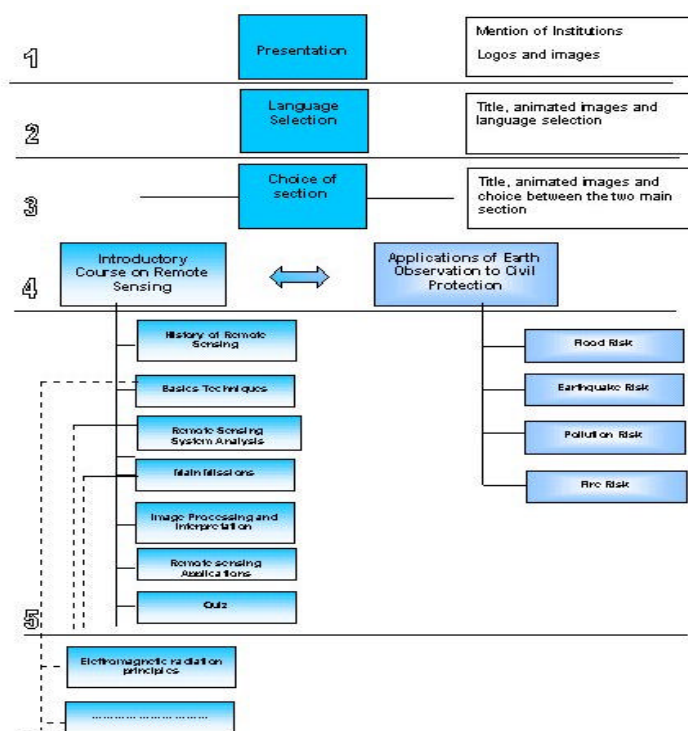 1
Presentation
Mention of Institutions
Logos and images
2
Language
Selection
Title, animated images and
language selection
3
Choice of
section
Title, animated images and
choice between the two main
section
4
Introductory
Course on Remote
Sensing
Applications of Earth
Observation to Civil
Protection
History of Remote
Sensing
Basics Techniques
Remote Sensing
System Analysis
Main Missions
Image Processing and
Interpretation
Remote sensing
Applications
Quiz
Flood Risk
Earthquake Risk
Pollution Risk
Fire Risk
5
Elettromagnetic radiation
principles
..............................